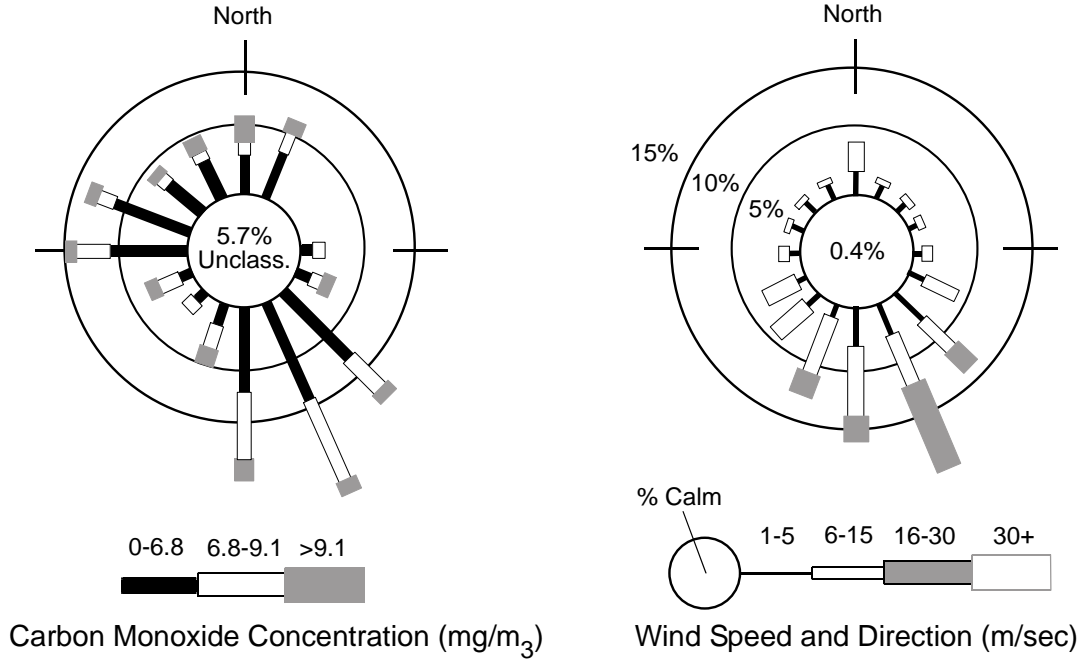 North
5.7%
Unclass.
0-6.8 6.8-9.1 >9.1
Carbon Monoxide Concentration (mg/m3)
North
15%
10%
5%
0.4%
% Calm
1-5 6-15 16-30 30+
Wind Speed and Direction (m/sec)